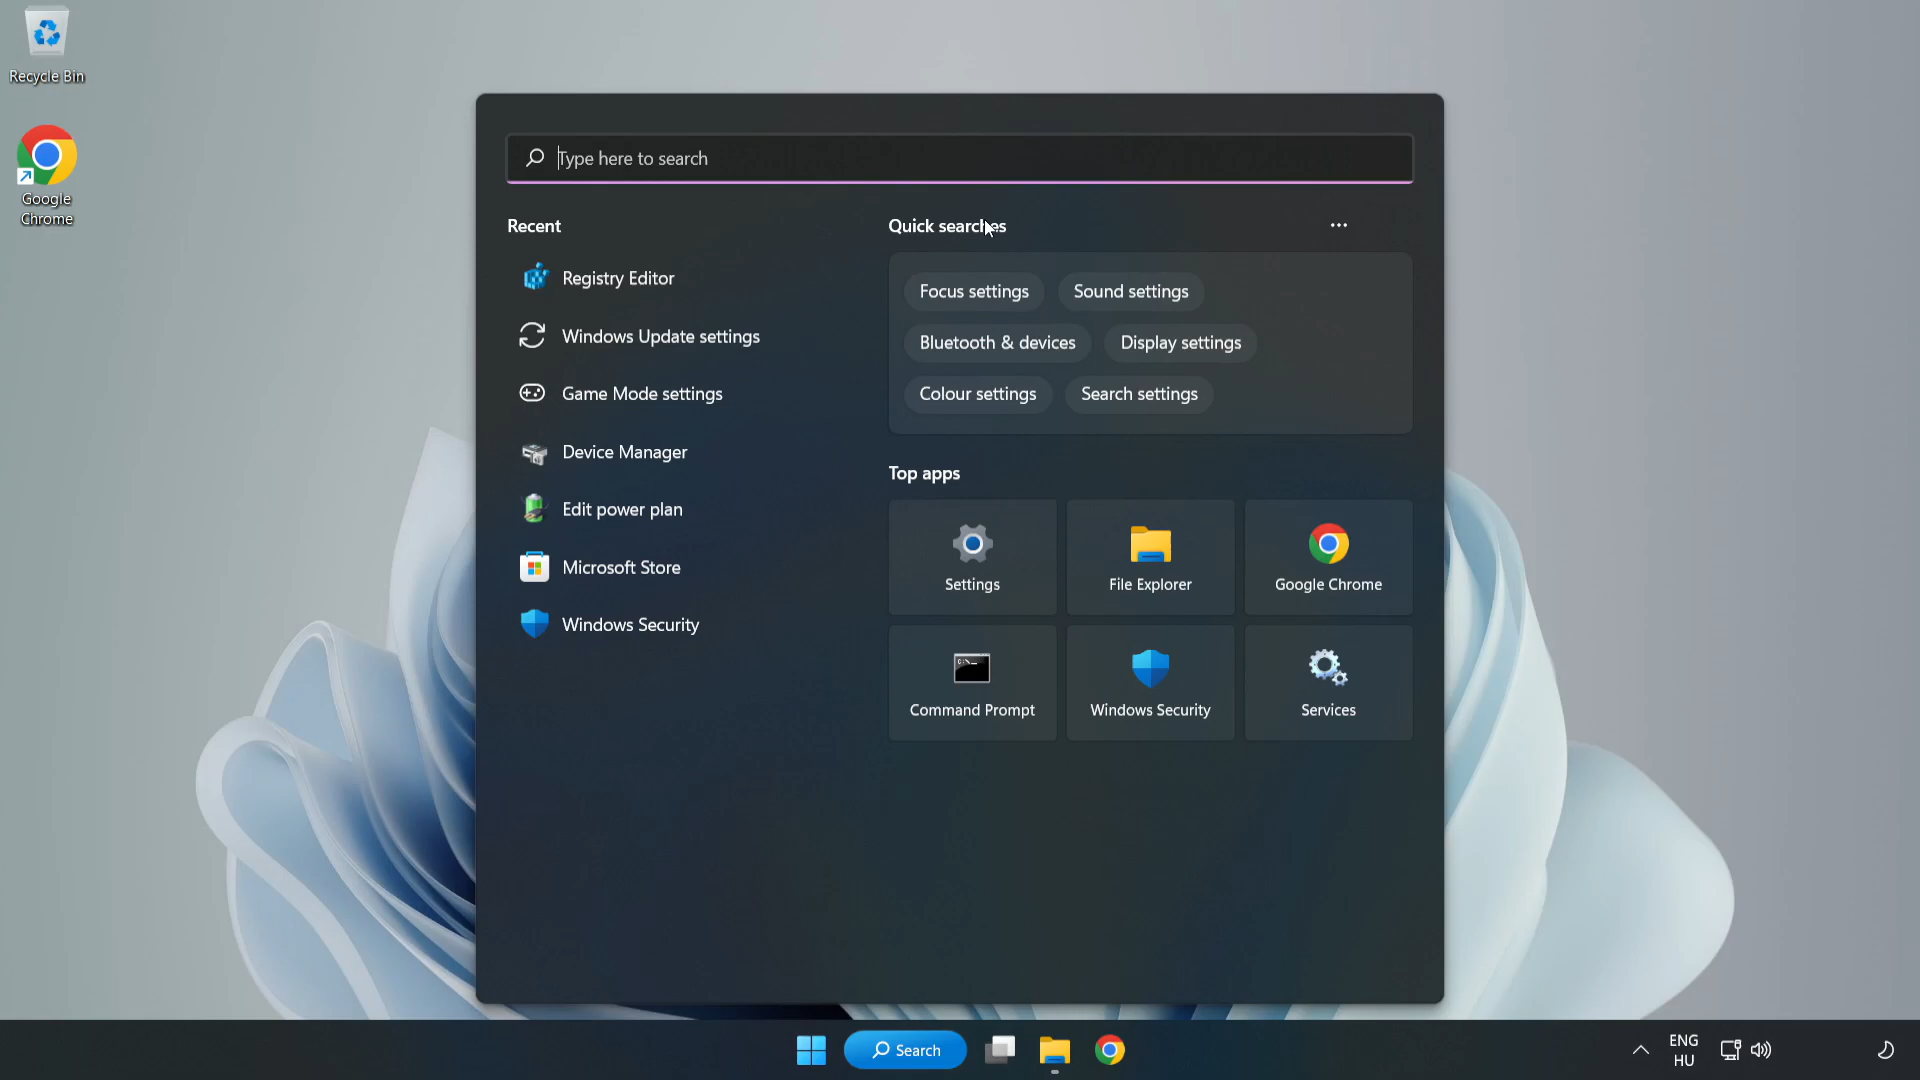 Recycle Bin
Google
Chrome
Type here to search
Recent
Registry Editor
Windows Update settings
Game Mode settings
Device Manager
Edit power plan
Microsoft Store
Windows Security
Quick searches
Focus settings
Sound settings
Bluetooth & devices
Display settings
Colour settings
Search settings
Top apps
Settings
File Explorer
Google Chrome
Command Prompt
Windows Security
Services
Search
ENG
HU